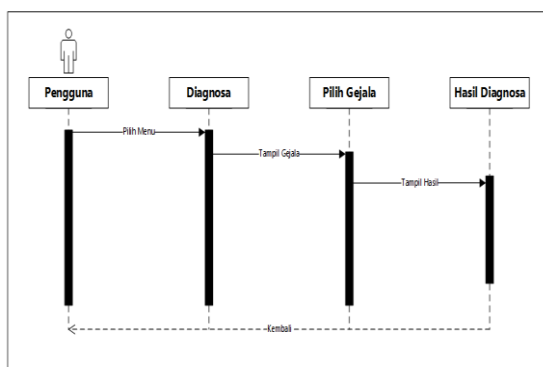 Pengguna
Diagnosa
Pilih Gejala
Hasil Diagnosa
Pilih Menu
Tampil Gejala
Tampil Hasil
Kembali